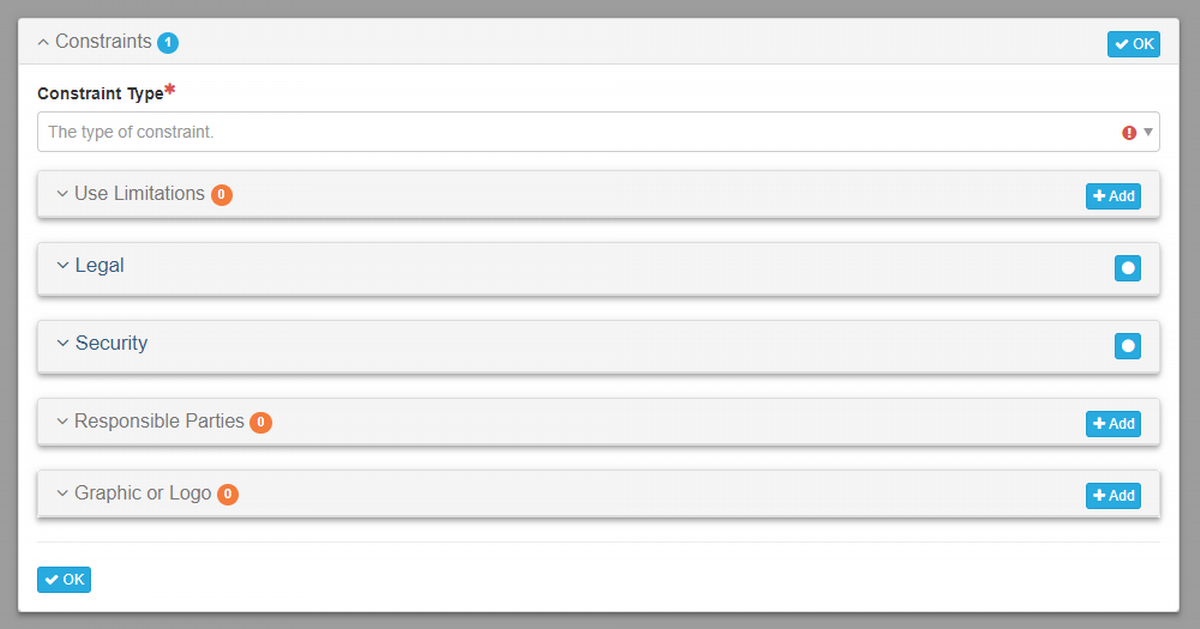 Constraints 1
OK
Constraint Type*
The type of constraint.
Use Limitations 0
Add
Legal
Security
Responsible Parties 0
Add
Graphic or Logo 0
Add
OK